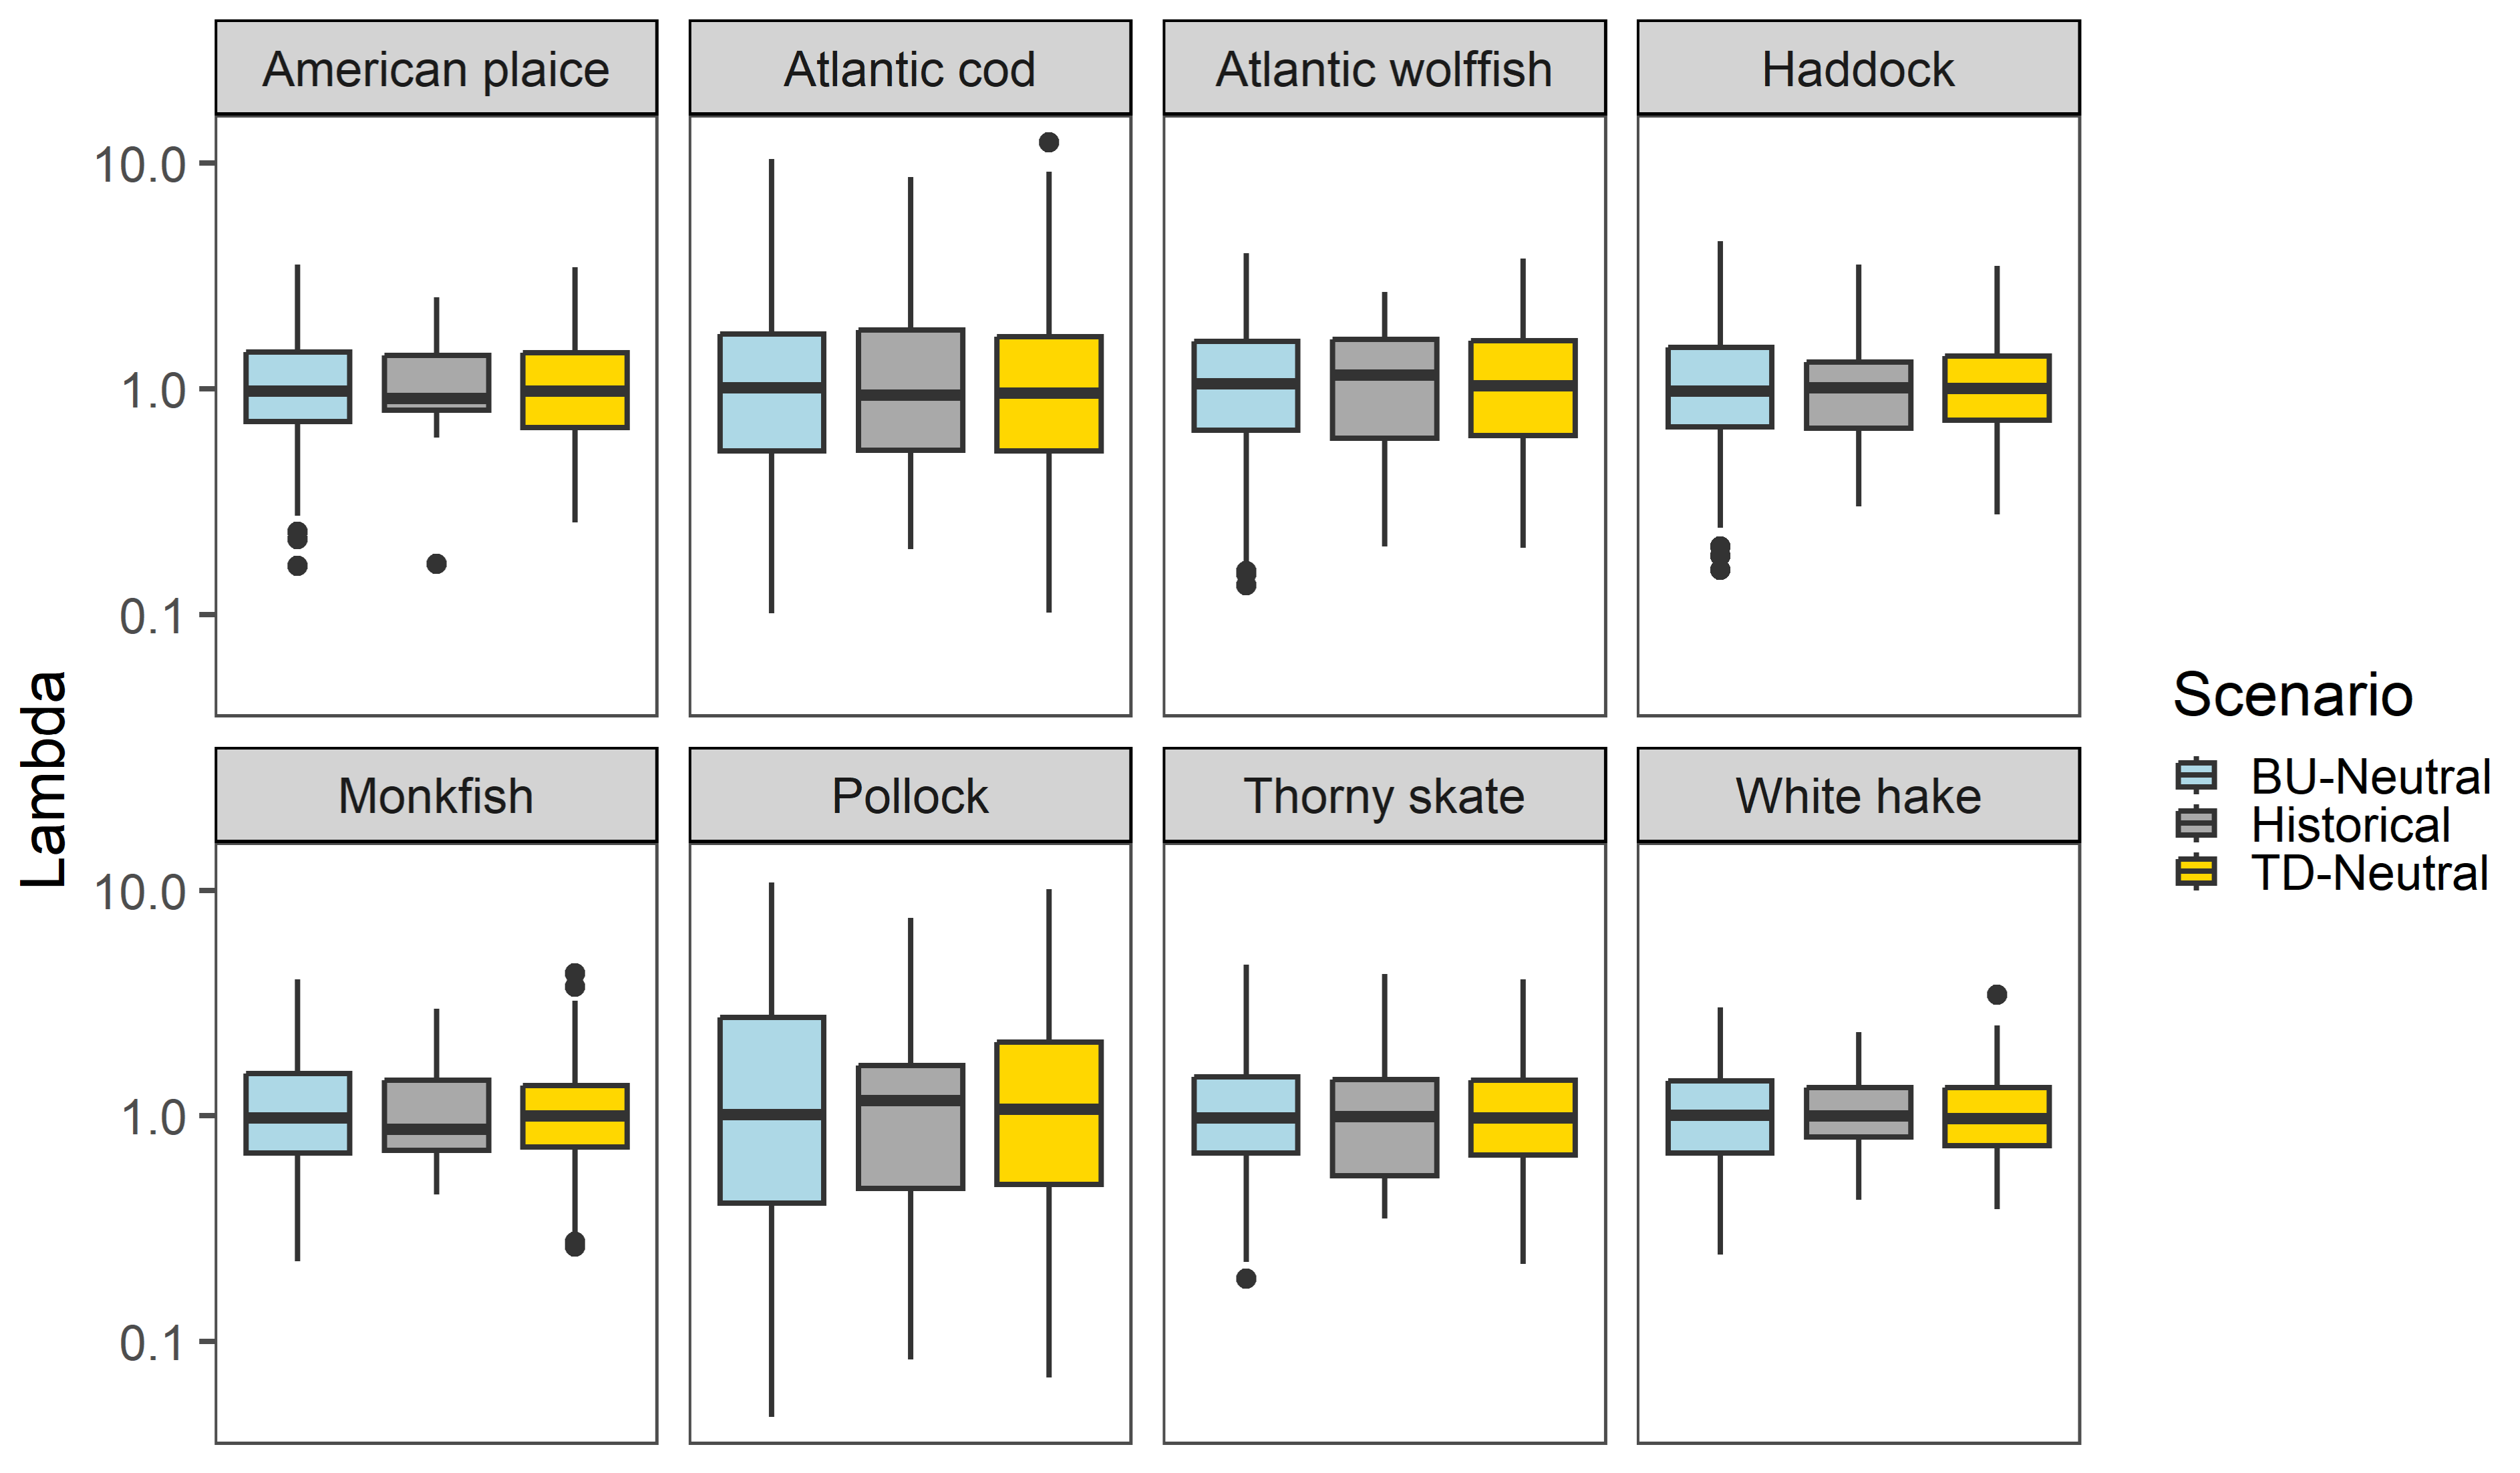 American plaice
Atlantic cod
Atlantic wolffish
Haddock
10.0
1.0
0.1
Monkfish
Pollock
Thorny skate
White hake
10.0
1.0
0.1
Lambda
Scenario
BU-Neutral
Historical
TD-Neutral